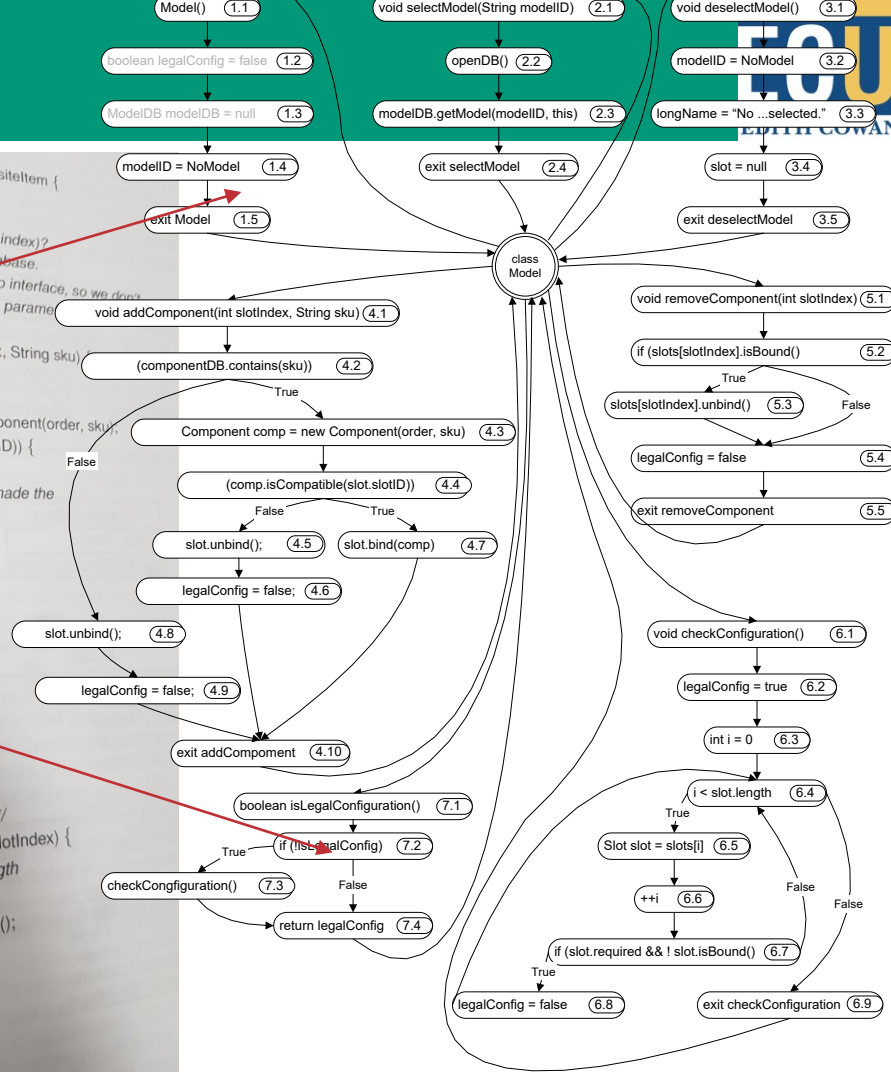 Model() 1.1
void selectModel(String modelID) 2.1
void deselectModel() 3.1
boolean legalConfig = false 1.2
openDB() 2.2
modelID = NoModel 3.2
ModelDB modelDB = null 1.3
modelDB.getModel(modelID, this) 2.3
longName = “No ...selected.” 3.3
ECU
EDITH COWAN
modelID = NoModel 1.4
exit selectModel 2.4
slot = null 3.4
exit Model 1.5
exit deselectModel 3.5
siteItem {
index)?
base.
interface, so we don't
parame
, String sku)
ponent(order, sku);
D)) {
made the
//
lotIndex) {
gth
();
class
Model
void addComponent(int slotIndex, String sku) 4.1
(componentDB.contains(sku)) 4.2
True
False
Component comp = new Component(order, sku) 4.3
(comp.isCompatible(slot.slotID)) 4.4
False
True
slot.unbind(); 4.5
slot.bind(comp) 4.7
legalConfig = false; 4.6
slot.unbind(); 4.8
legalConfig = false; 4.9
exit addCompoment 4.10
void removeComponent(int slotIndex) 5.1
if (slots[slotIndex].isBound() 5.2
True
False
slots[slotIndex].unbind() 5.3
legalConfig = false 5.4
exit removeComponent 5.5
void checkConfiguration() 6.1
legalConfig = true 6.2
int i = 0 6.3
i < slot.length 6.4
True
False
Slot slot = slots[i] 6.5
++i 6.6
if (slot.required && ! slot.isBound() 6.7
True
False
legalConfig = false 6.8
exit checkConfiguration 6.9
boolean isLegalConfiguration() 7.1
if (!isLegalConfig) 7.2
True
False
checkCongfiguration() 7.3
return legalConfig 7.4